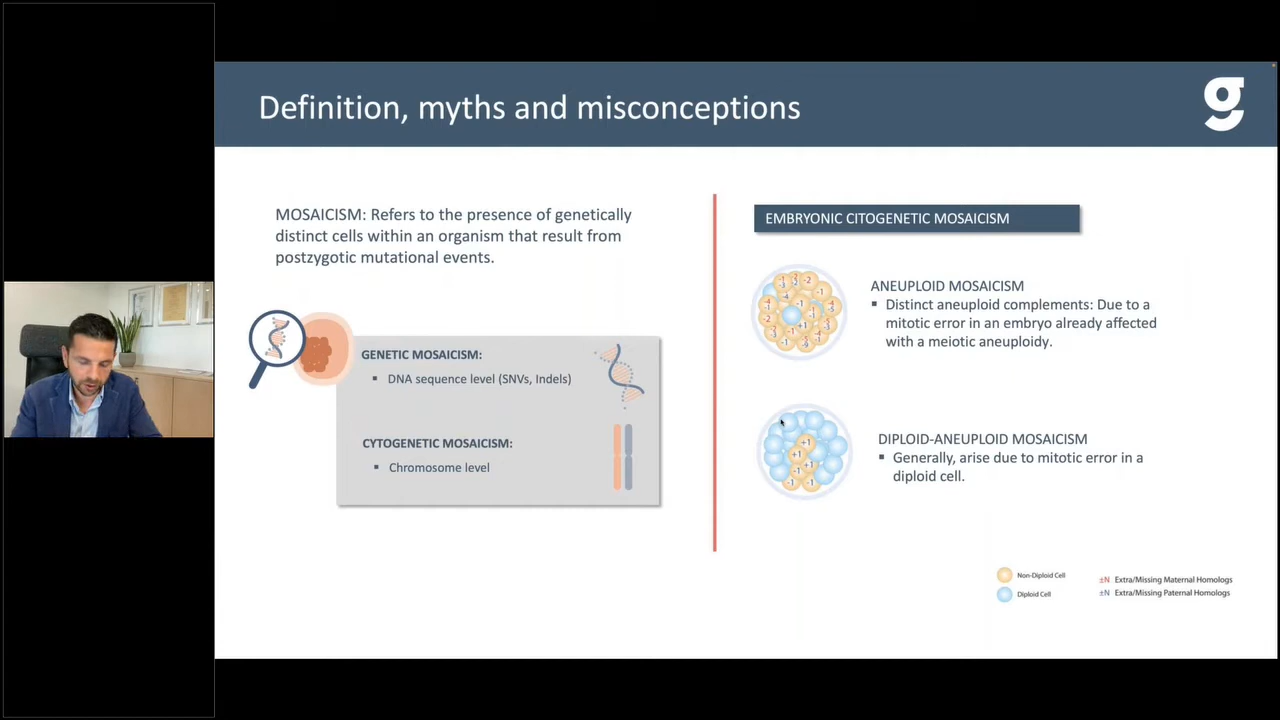 Definition, myths and misconceptions
g
MOSAICISM: Refers to the presence of genetically
distinct cells within an organism that result from
postzygotic mutational events.
GENETIC MOSAICISM:
▪ DNA sequence level (SNVs, Indels)
CYTOGENETIC MOSAICISM:
▪ Chromosome level
EMBRYONIC CITOGENETIC MOSAICISM
ANEUPLOID MOSAICISM
▪ Distinct aneuploid complements: Due to a
mitotic error in an embryo already affected
with a meiotic aneuploidy.
DIPLOID-ANEUPLOID MOSAICISM
▪ Generally, arise due to mitotic error in a
diploid cell.
Non-Diploid Cell
Diploid Cell
±N Extra/Missing Maternal Homologs
±N Extra/Missing Paternal Homologs